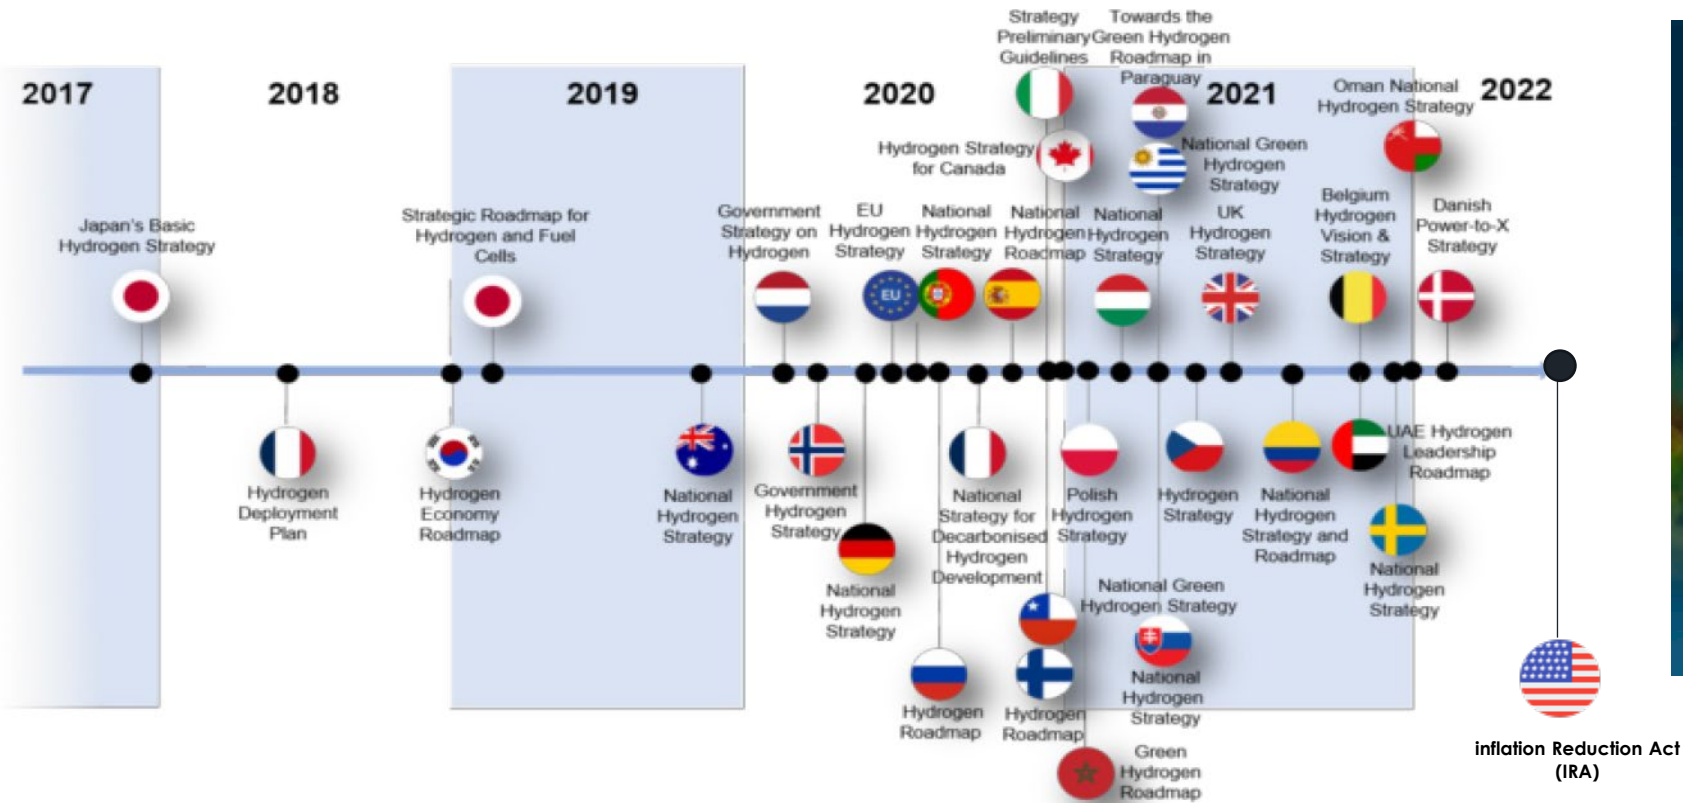 2017
2018
2019
2020
2021
2022
Strategy
Preliminary
Guidelines
Towards the
Green Hydrogen
Roadmap in
Paraguay
Oman National
Hydrogen Strategy
Hydrogen Strategy
for Canada
National Green
Hydrogen
Strategy
Japan's Basic
Hydrogen Strategy
Strategic Roadmap for
Hydrogen and Fuel
Cells
Government
Strategy on
Hydrogen
EU
Hydrogen
Strategy
National
Hydrogen
Strategy
National
Hydrogen
Roadmap
National
Hydrogen
Strategy
UK
Hydrogen
Strategy
Belgium
Hydrogen
Vision &
Strategy
Danish
Power-to-X
Strategy
EU
Hydrogen
Deployment
Plan
Hydrogen
Economy
Roadmap
National
Hydrogen
Strategy
Government
Hydrogen
Strategy
National
Hydrogen
Strategy
National
Strategy for
Decarbonised
Hydrogen
Development
Polish
Hydrogen
Strategy
Hydrogen
Strategy
National
Hydrogen
Strategy and
Roadmap
UAE Hydrogen
Leadership
Roadmap
National
Hydrogen
Strategy
National Green
Hydrogen Strategy
National
Hydrogen
Strategy
Hydrogen
Roadmap
Hydrogen
Roadmap
Green
Hydrogen
Roadmap
inflation Reduction Act
(IRA)